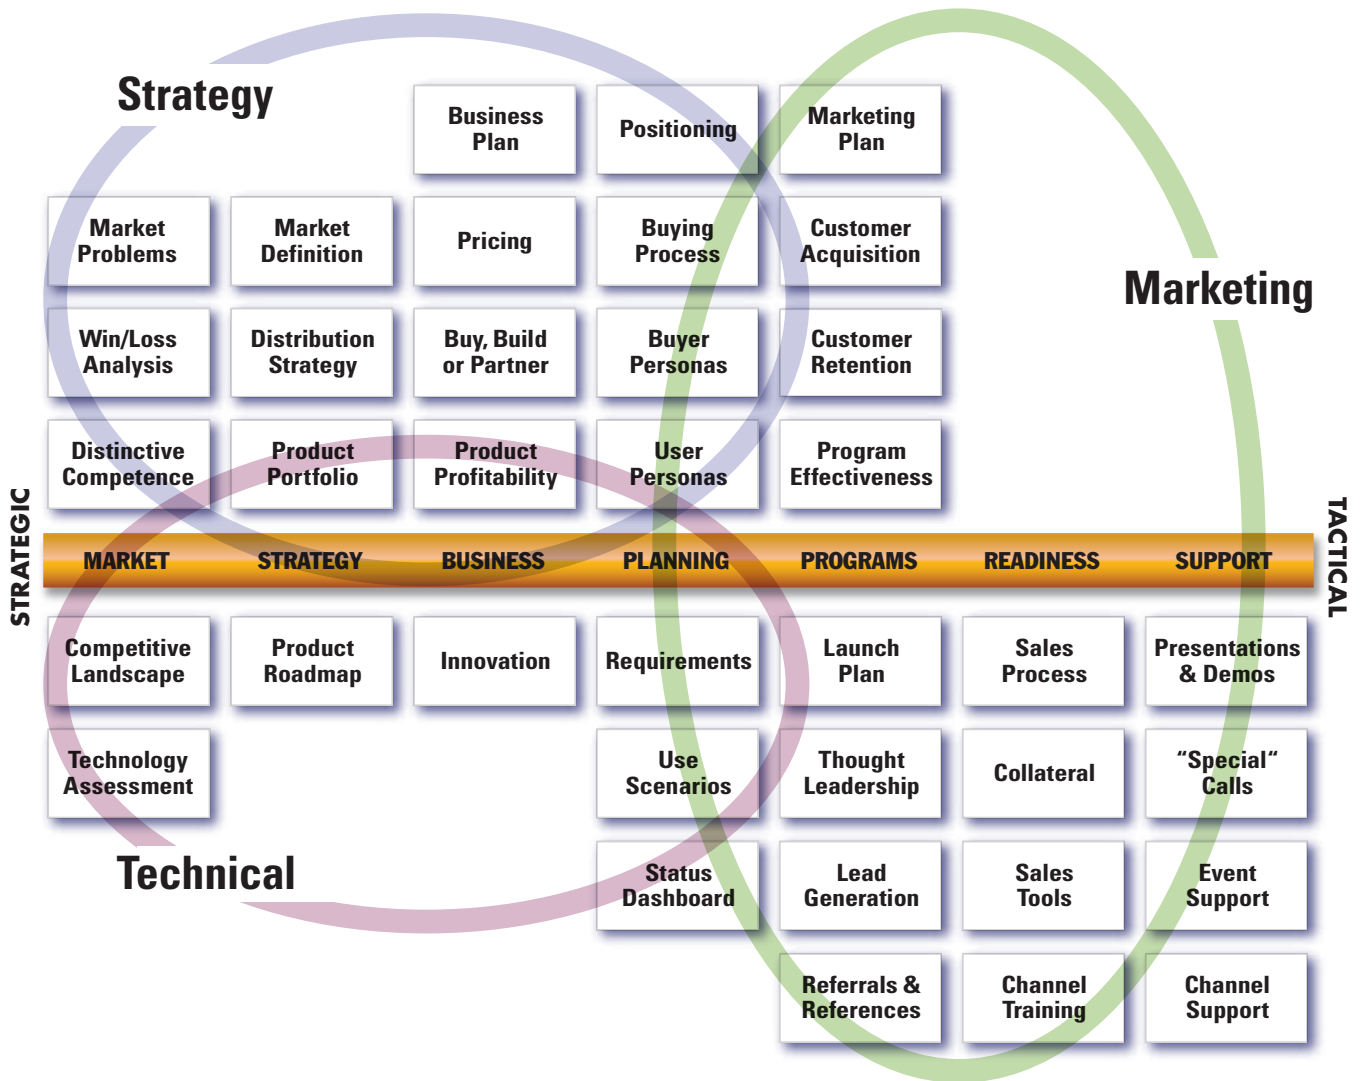 Strategy
Business
Plan
Positioning
Marketing
Plan
Market
Problems
Market
Definition
Pricing
Buying
Process
Customer
Acquisition
Marketing
Win/Loss
Analysis
Distribution
Strategy
Buy, Build
or Partner
Buyer
Personas
Customer
Retention
Distinctive
Competence
Product
Portfolio
Product
Profitability
User
Personas
Program
Effectiveness
STRATEGIC
MARKET
STRATEGY
BUSINESS
PLANNING
PROGRAMS
READINESS
SUPPORT
TACTICAL
Competitive
Landscape
Product
Roadmap
Innovation
Requirements
Launch
Plan
Sales
Process
Presentations
& Demos
Technology
Assessment
Use
Scenarios
Thought
Leadership
Collateral
“Special“
Calls
Technical
Status
Dashboard
Lead
Generation
Sales
Tools
Event
Support
Referrals &
References
Channel
Training
Channel
Support